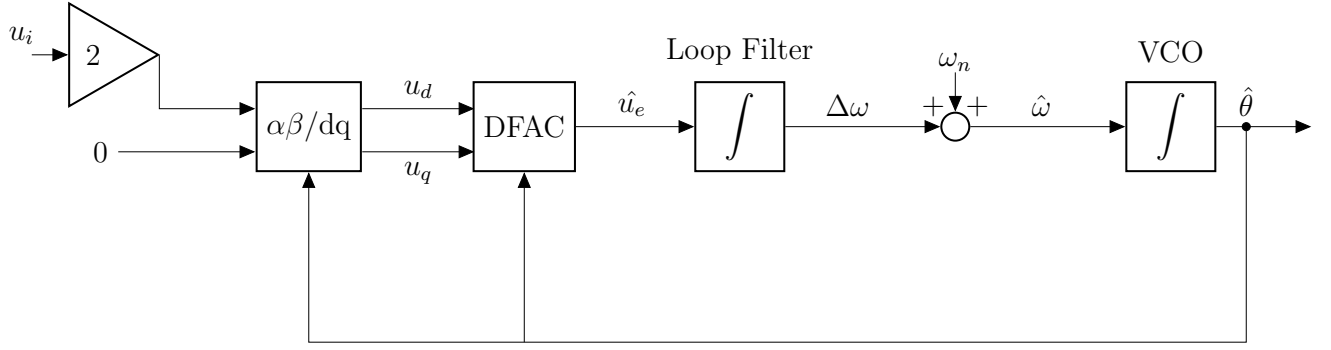 Loop Filter
VCO
u_i
2
ω_n
u_d
û_e
Δω
+
+
ω̂
θ̂
αβ/dq
DFAC
∫
∫
0
u_q